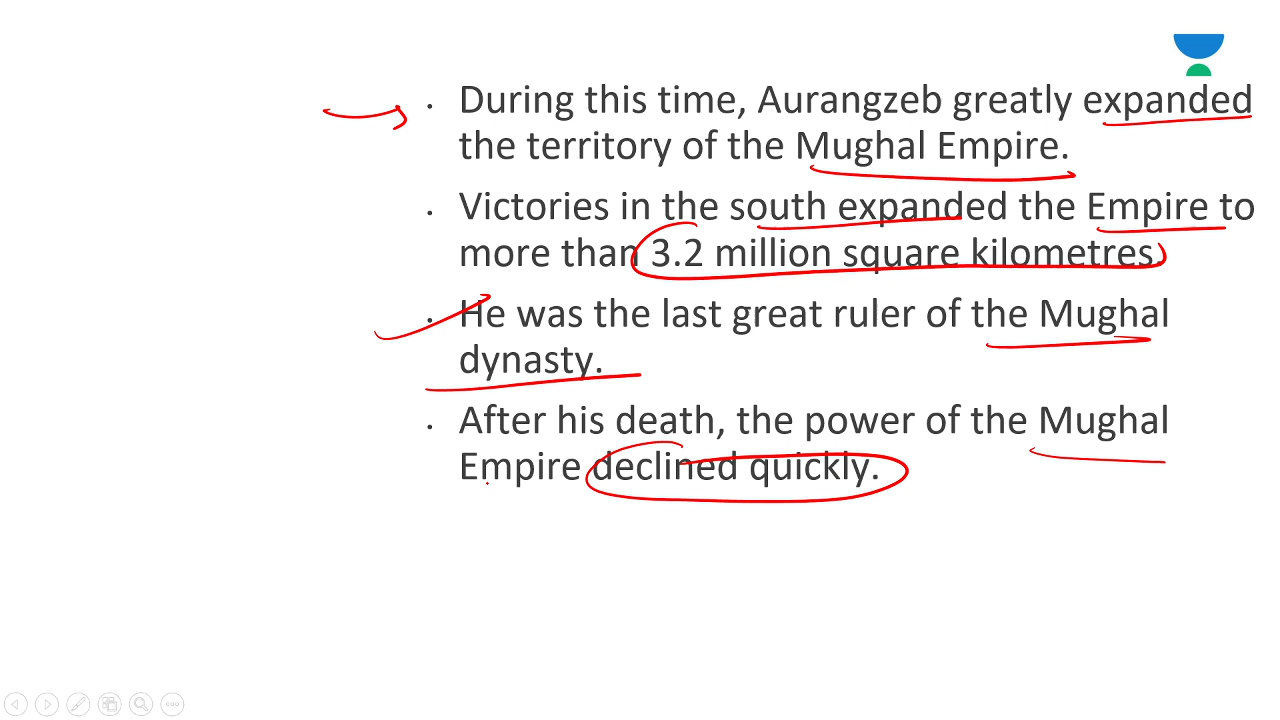 • During this time, Aurangzeb greatly expanded
the territory of the Mughal Empire.
• Victories in the south expanded the Empire to
more than 3.2 million square kilometres.
• He was the last great ruler of the Mughal
dynasty.
• After his death, the power of the Mughal
Empire declined quickly.